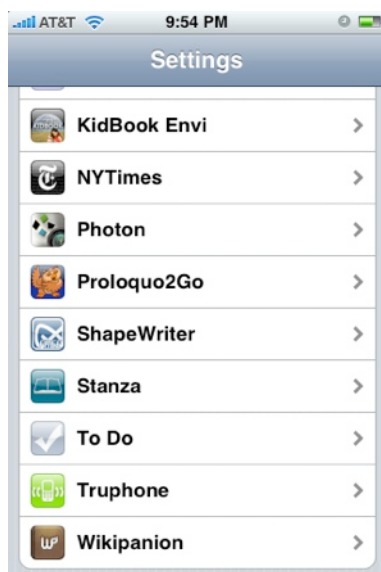 AT&T 9:54 PM
Settings
KidBook Envi
NYTimes
Photon
Proloquo2Go
ShapeWriter
Stanza
To Do
Truphone
Wikipanion